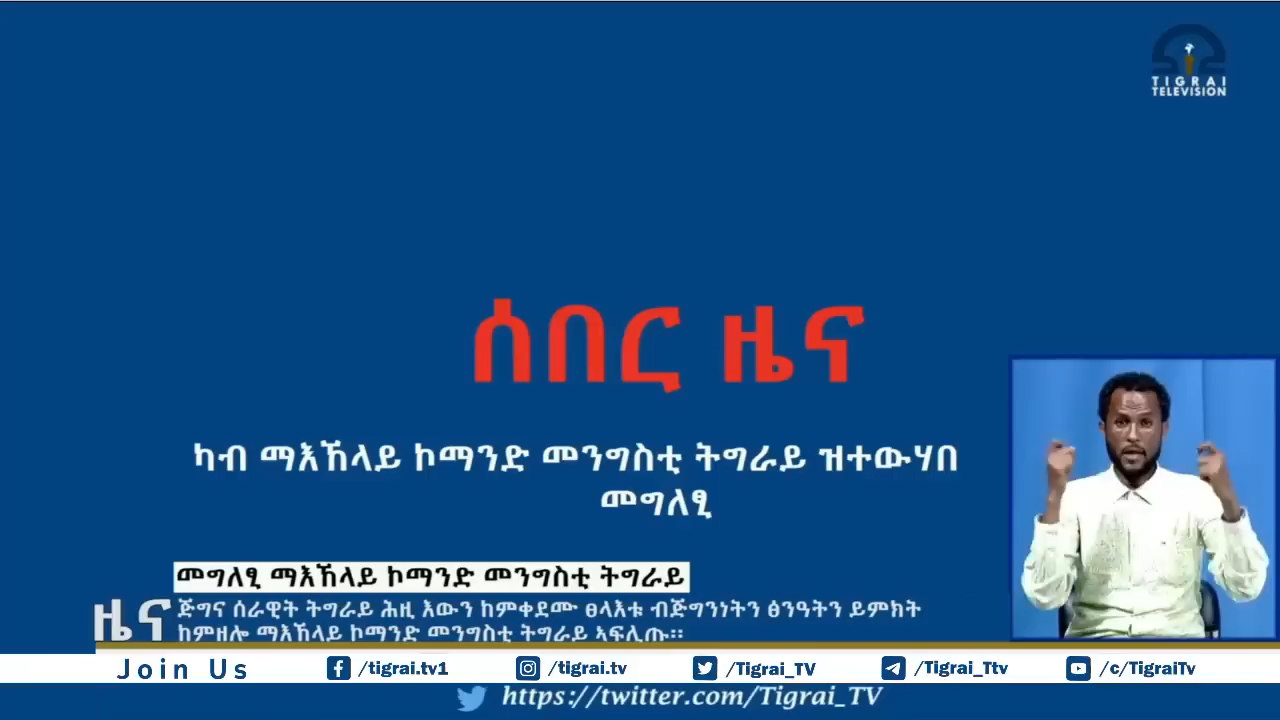 TIGRAI
TELEVISION
ሰበር ዜና
ካብ ማእኸላይ ኮማንድ መንግስቲ ትግራይ ዝተውሃበ
መግለፂ
መግለፂ ማእኸላይ ኮማንድ መንግስቲ ትግራይ
ዜና
ጅግና ሰራዊት ትግራይ ሕዚ እውን ከምቀደሙ ፀላእቱ ብጅግንነትን ፅንዓትን ይምክት
ከምዘሎ ማእኸላይ ኮማንድ መንግስቲ ትግራይ ኣፍሊጡ።
Join Us /tigrai.tv1 /tigrai.tv /Tigrai_TV /Tigrai_Ttv /c/TigraiTv
https://twitter.com/Tigrai_TV